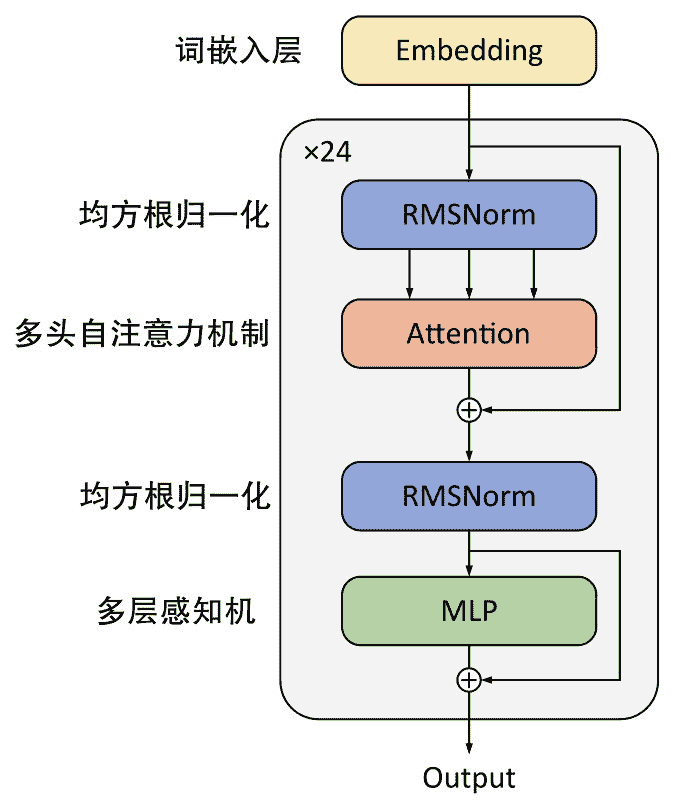 词嵌入层 Embedding
×24
均方根归一化 RMSNorm
多头自注意力机制 Attention
均方根归一化 RMSNorm
多层感知机 MLP
Output